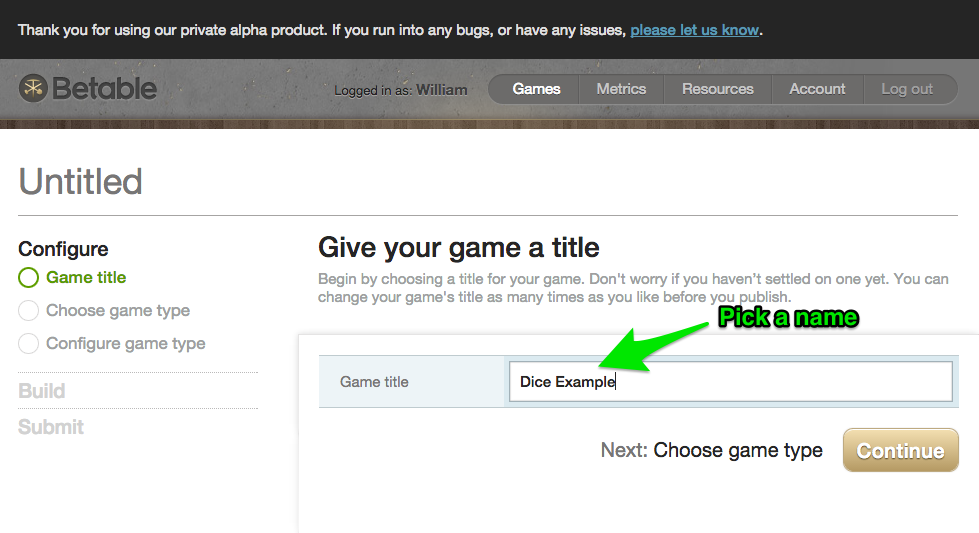 Thank you for using our private alpha product. If you run into any bugs, or have any issues, please let us know.
Betable
Logged in as: William
Games
Metrics
Resources
Account
Log out
Untitled
Configure
Game title
Choose game type
Configure game type
Build
Submit
Give your game a title
Begin by choosing a title for your game. Don't worry if you haven't settled on one yet. You can
change your game's title as many times as you like before you publish.
Pick a name
Game title
Dice Example
Next: Choose game type
Continue